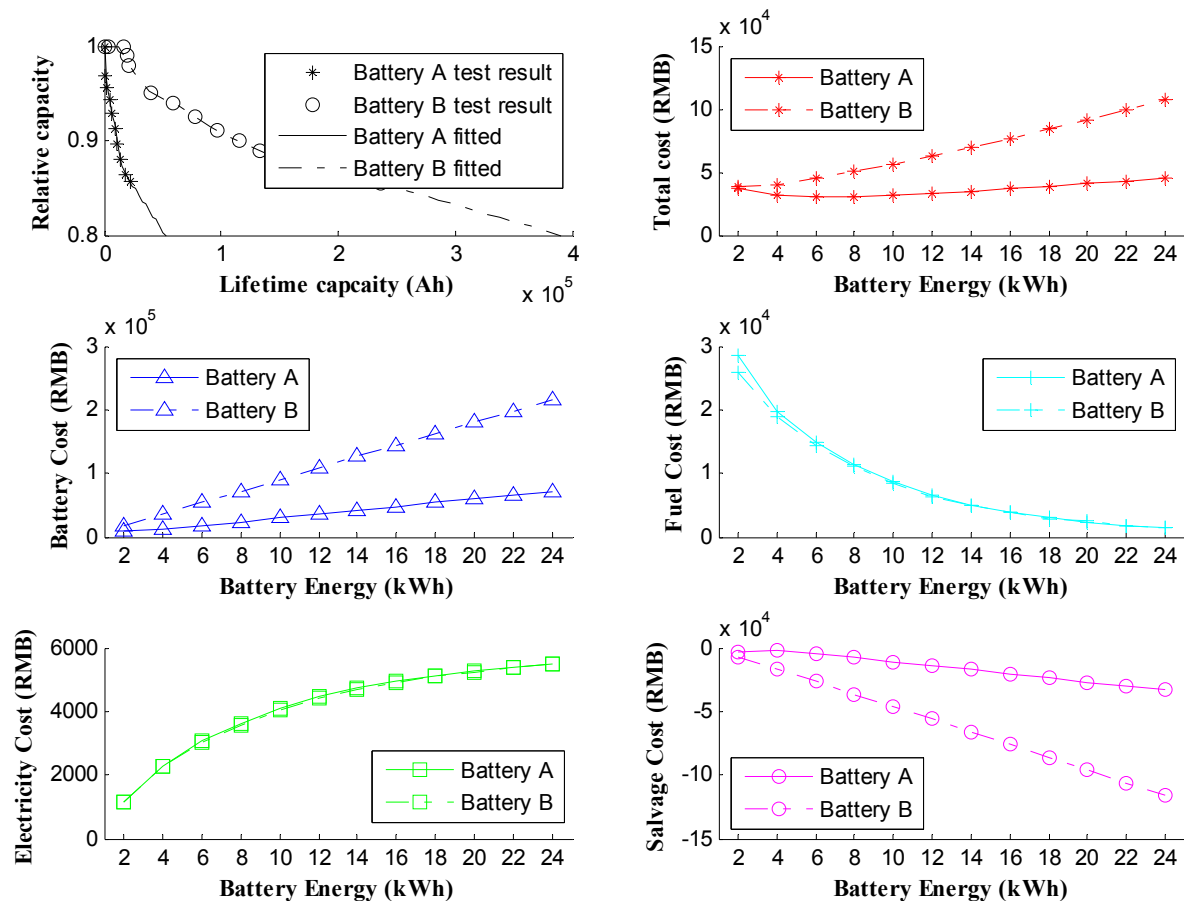 1
0.9
0.8
Relative capacity
Battery A test result
Battery B test result
Battery A fitted
Battery B fitted
0 1 2 3 4
x 10^5
Lifetime capcaity (Ah)
x 10^4
15
10
5
0
Total cost (RMB)
Battery A
Battery B
2 4 6 8 10 12 14 16 18 20 22 24
Battery Energy (kWh)
x 10^5
3
2
1
0
Battery Cost (RMB)
Battery A
Battery B
2 4 6 8 10 12 14 16 18 20 22 24
Battery Energy (kWh)
x 10^4
3
2
1
0
Fuel Cost (RMB)
Battery A
Battery B
2 4 6 8 10 12 14 16 18 20 22 24
Battery Energy (kWh)
6000
4000
2000
0
Electricity Cost (RMB)
Battery A
Battery B
2 4 6 8 10 12 14 16 18 20 22 24
Battery Energy (kWh)
x 10^4
0
-5
-10
-15
Salvage Cost (RMB)
Battery A
Battery B
2 4 6 8 10 12 14 16 18 20 22 24
Battery Energy (kWh)